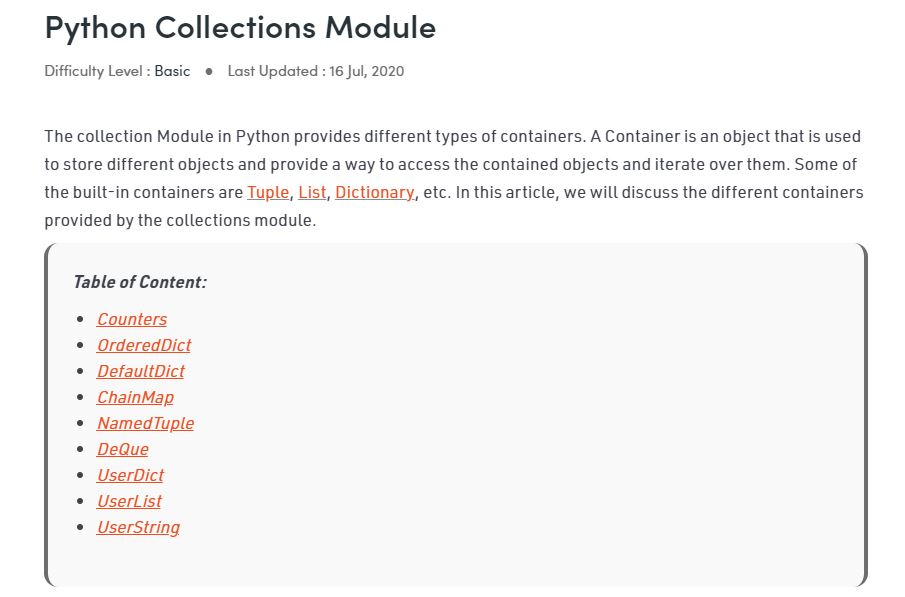 Python Collections Module
Difficulty Level : Basic ● Last Updated : 16 Jul, 2020
The collection Module in Python provides different types of containers. A Container is an object that is used
to store different objects and provide a way to access the contained objects and iterate over them. Some of
the built-in containers are Tuple, List, Dictionary, etc. In this article, we will discuss the different containers
provided by the collections module.
Table of Content:
Counters
OrderedDict
DefaultDict
ChainMap
NamedTuple
DeQue
UserDict
UserList
UserString